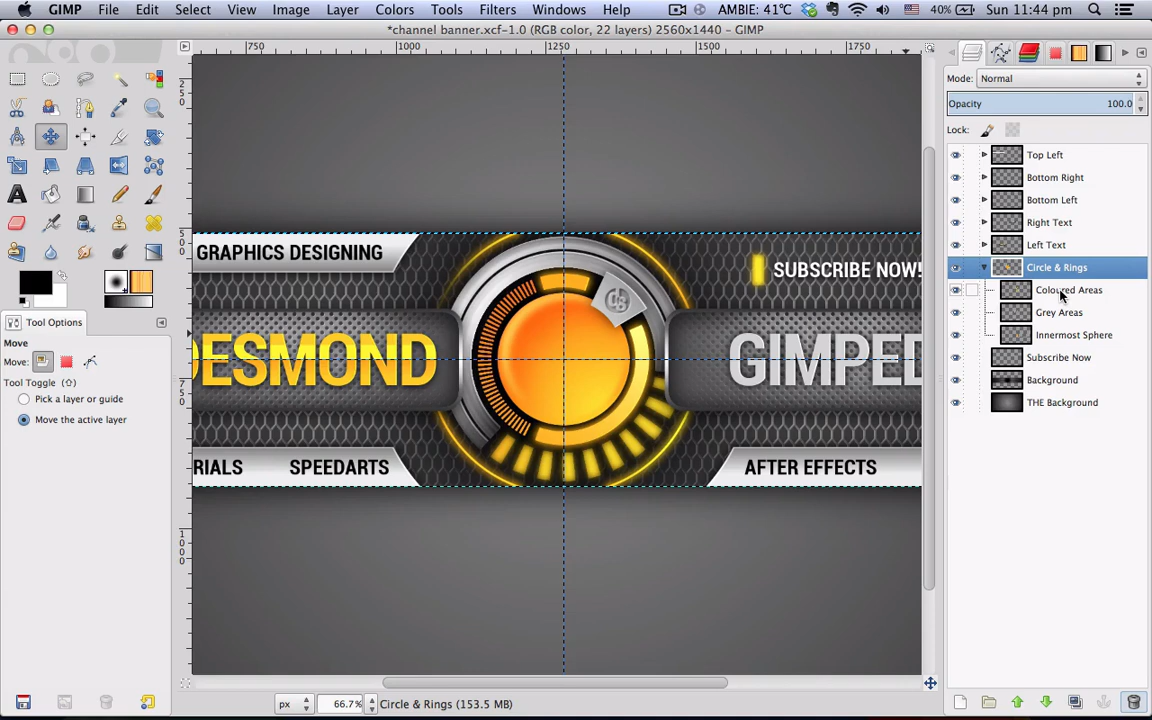 GIMP File Edit Select View Image Layer Colors Tools Filters Windows Help AMBIE: 41℃ 40% Sun 11:44 pm
*channel banner.xcf-1.0 (RGB color, 22 layers) 2560x1440 – GIMP
750 1000 1250 1500 1750
250
500
750
1000
GRAPHICS DESIGNING
SUBSCRIBE NOW!
DESMOND
GIMPED
RIALS SPEEDARTS
AFTER EFFECTS
Tool Options
Move
Move:
Tool Toggle (⇧)
Pick a layer or guide
Move the active layer
Mode: Normal
Opacity 100.0
Lock:
Top Left
Bottom Right
Bottom Left
Right Text
Left Text
Circle & Rings
Coloured Areas
Grey Areas
Innermost Sphere
Subscribe Now
Background
THE Background
px 66.7% Circle & Rings (153.5 MB)